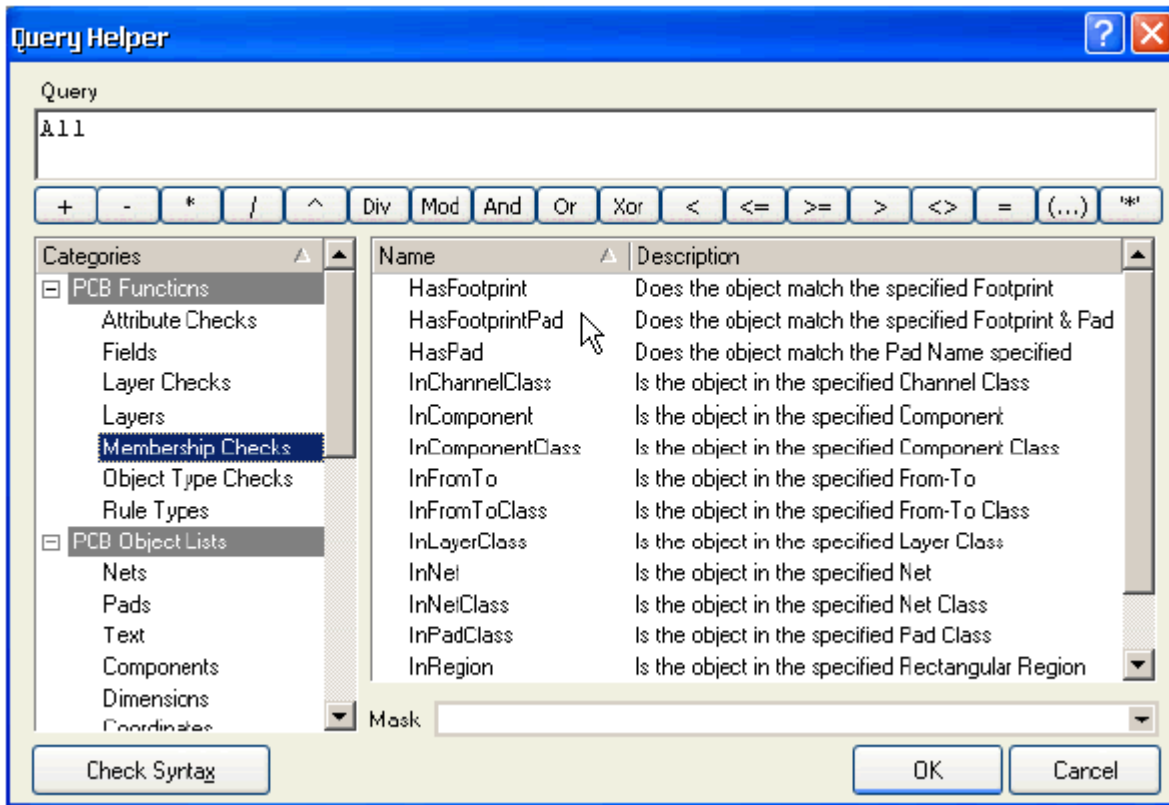 Query Helper
?
Query
All
+ - * / ^ Div Mod And Or Xor < <= >= > <> = (...) '*'
Categories Name Description
PCB Functions HasFootprint Does the object match the specified Footprint
Attribute Checks HasFootprintPad Does the object match the specified Footprint & Pad
Fields HasPad Does the object match the Pad Name specified
Layer Checks InChannelClass Is the object in the specified Channel Class
Layers InComponent Is the object in the specified Component
Membership Checks InComponentClass Is the object in the specified Component Class
Object Type Checks InFromTo Is the object in the specified From-To
Rule Types InFromToClass Is the object in the specified From-To Class
PCB Object Lists InLayerClass Is the object in the specified Layer Class
Nets InNet Is the object in the specified Net
Pads InNetClass Is the object in the specified Net Class
Text InPadClass Is the object in the specified Pad Class
Components InRegion Is the object in the specified Rectangular Region
Dimensions
Coordinates
Mask
Check Syntax OK Cancel